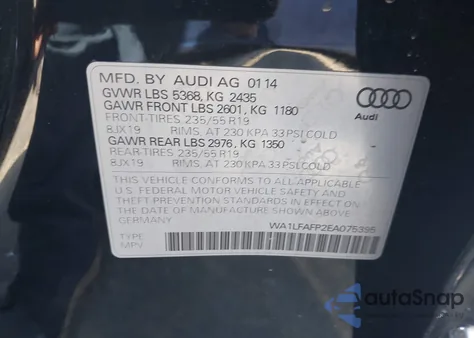 MFD. BY AUDI AG 01 14
GVWR LBS 5368, KG 2435
GAWR FRONT LBS 2601, KG 1180
FRONT-TIRES 235/55 R19
8JX19 RIMS, AT 230 KPA 33 PSI COLD
GAWR REAR LBS 2976, KG 1350
REAR-TIRES 235/55 R19
8JX19 RIMS, AT 230 KPA 33 PSI COLD
Audi
THIS VEHICLE CONFORMS TO ALL APPLICABLE
U.S. FEDERAL MOTOR VEHICLE SAFETY AND
THEFT PREVENTION STANDARDS IN EFFECT ON
THE DATE OF MANUFACTURE SHOWN ABOVE
WA1LFAFP2EA075395
TYPE
MPV
autaSnap